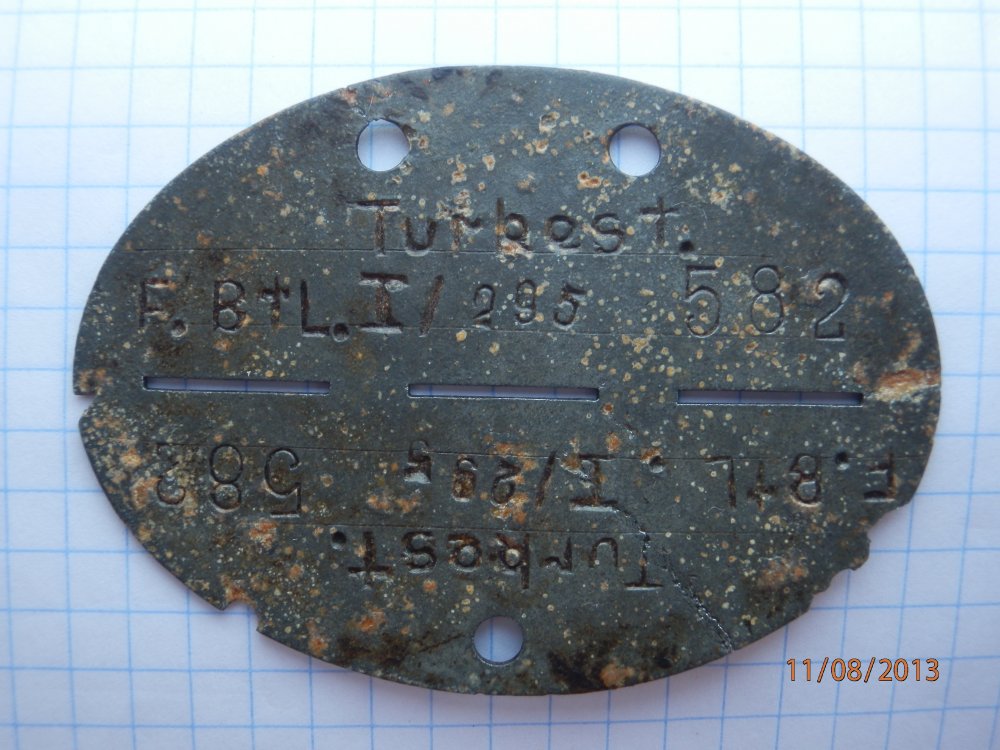 Turkest.
F. BtL. I/295 582
Turkest.
F. BtL. I/295 582
11/08/2013